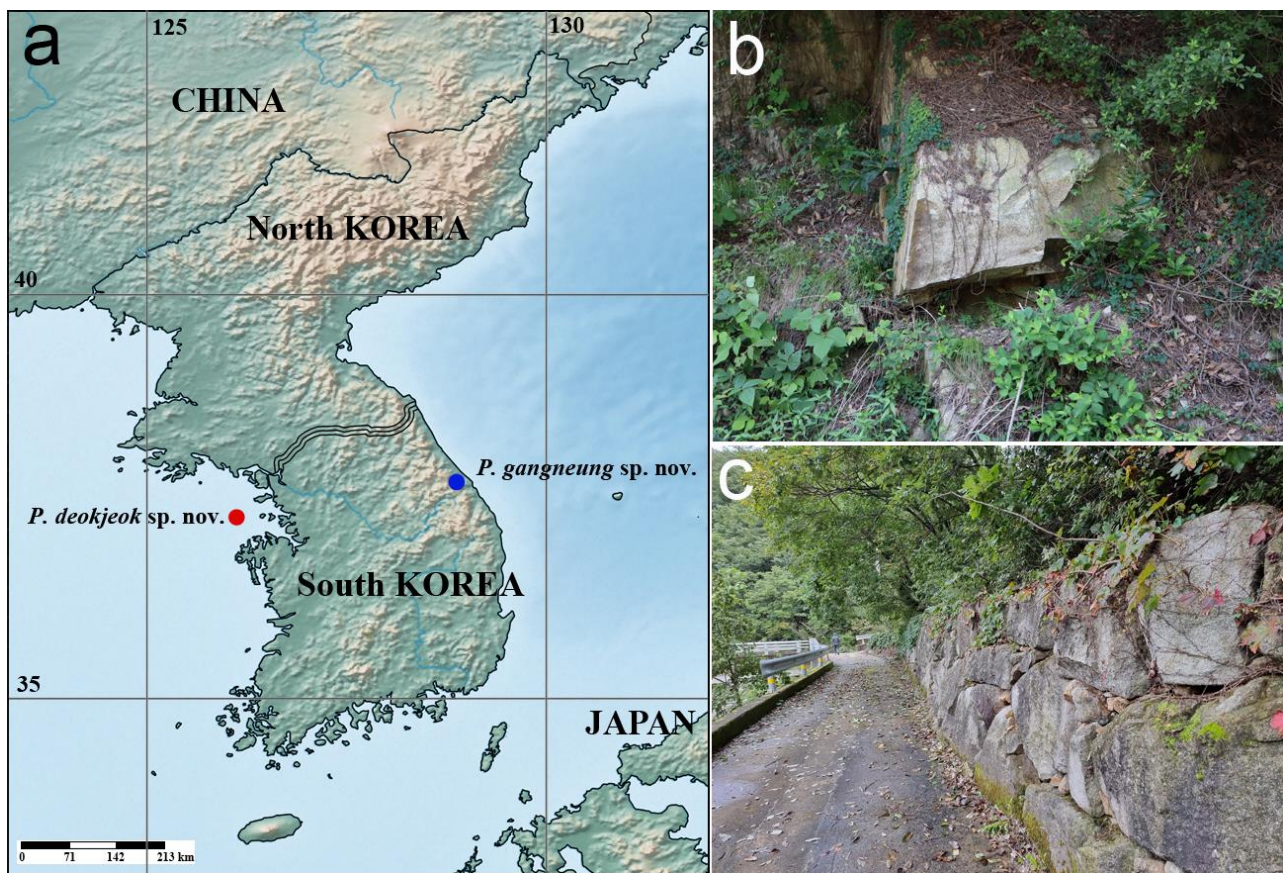 a
125
130
CHINA
North KOREA
40
P. gangneung sp. nov.
P. deokjeok sp. nov.
South KOREA
35
JAPAN
0 71 142 213 km
b
c